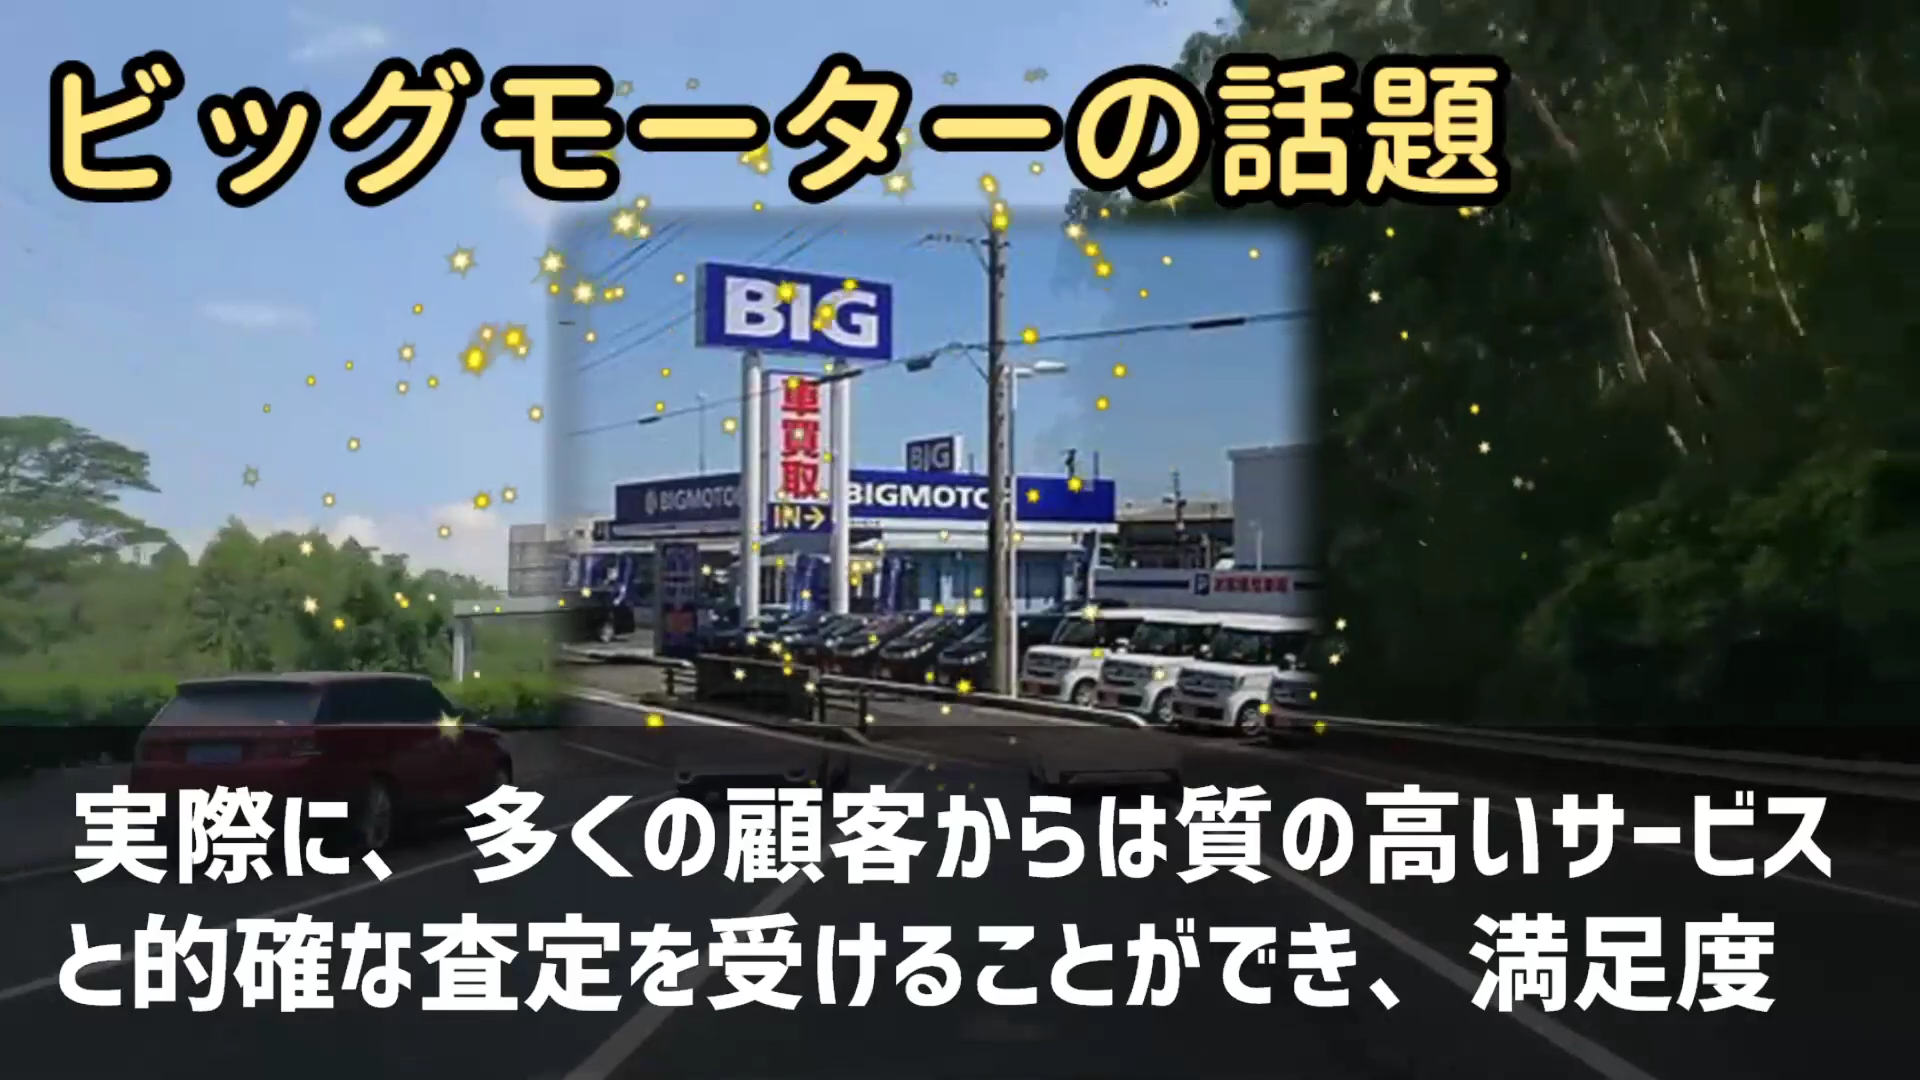 ビッグモーターの話題
BIG
車買取
IN→
BIG
BIGMOTO
BIGMOTO
P
実際に、多くの顧客からは質の高いサービス
と的確な査定を受けることができ、満足度